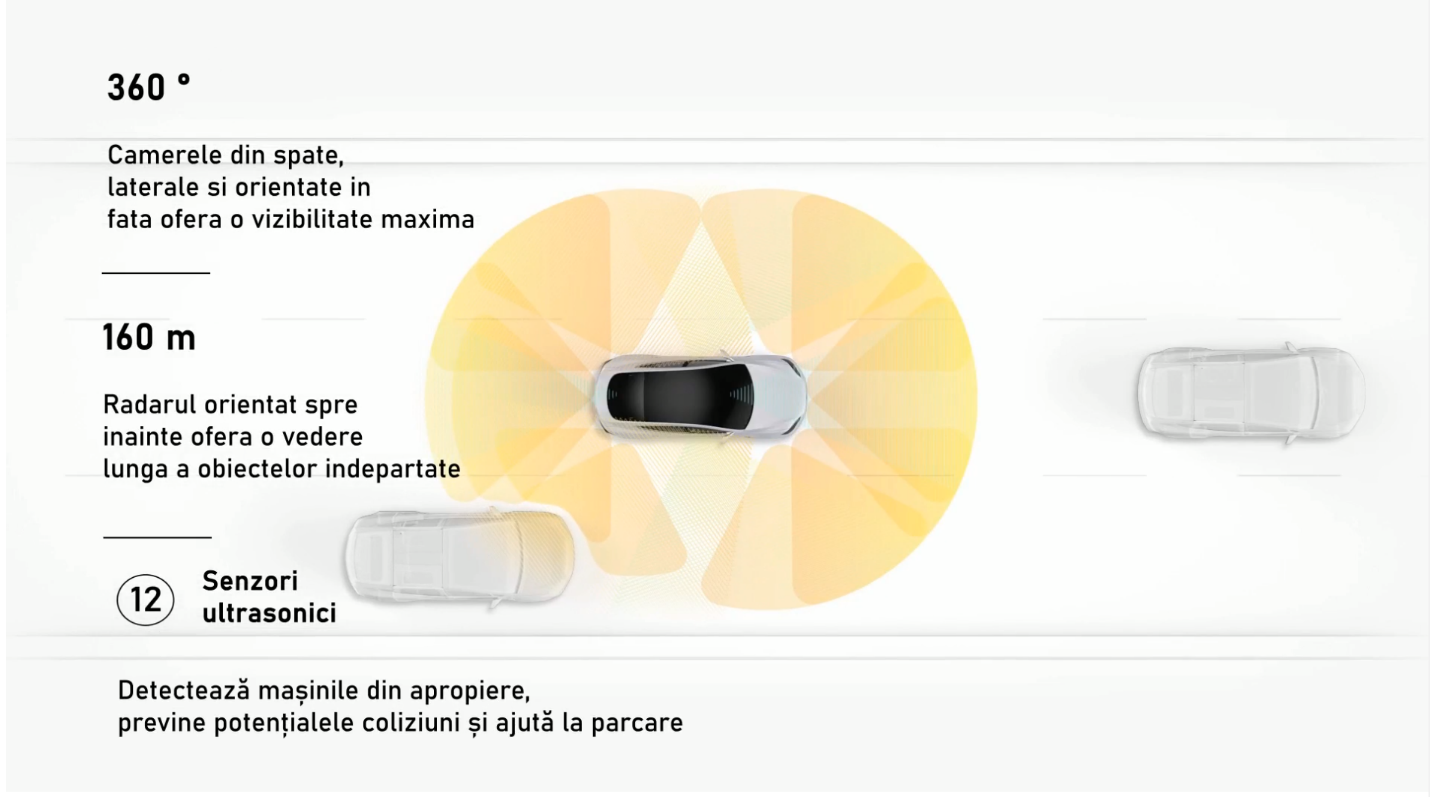 360 °
Camerele din spate,
laterale si orientate in
fata ofera o vizibilitate maxima
160 m
Radarul orientat spre
inainte ofera o vedere
lunga a obiectelor indepartate
12
Senzori
ultrasonici
Detectează mașinile din apropiere,
previne potențialele coliziuni și ajută la parcare